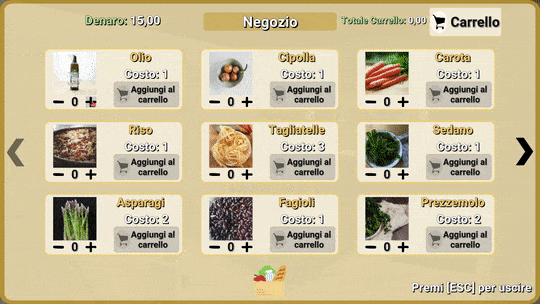 Denaro: 15,00
Negozio
Totale Carrello: 0,00
Carrello
Olio
Costo: 1
0
Aggiungi al
carrello
Cipolla
Costo: 1
0
Aggiungi al
carrello
Carota
Costo: 1
0
Aggiungi al
carrello
Riso
Costo: 1
0
Aggiungi al
carrello
Tagliatelle
Costo: 3
0
Aggiungi al
carrello
Sedano
Costo: 1
0
Aggiungi al
carrello
Asparagi
Costo: 2
0
Aggiungi al
carrello
Fagioli
Costo: 1
0
Aggiungi al
carrello
Prezzemolo
Costo: 2
0
Aggiungi al
carrello
Premi [ESC] per uscire